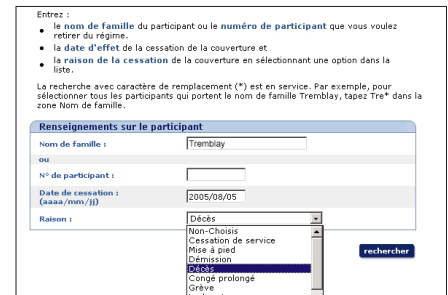 Entrez :
• le nom de famille du participant ou le numéro de participant que vous voulez
retirer du régime.
• la date d'effet de la cessation de la couverture et
• la raison de la cessation de la couverture en sélectionnant une option dans la
liste.
La recherche avec caractère de remplacement (*) est en service. Par exemple, pour
sélectionner tous les participants qui portent le nom de famille Tremblay, tapez Tre* dans la
zone Nom de famille.
Renseignements sur le participant
Nom de famille : Tremblay
ou
N° de participant :
Date de cessation :
(aaaa/mm/jj) 2005/08/05
Raison : Décès
Non-Choisis
Cessation de service
Mise à pied
Démission
rechercher
Décès
Congé prolongé
Grève